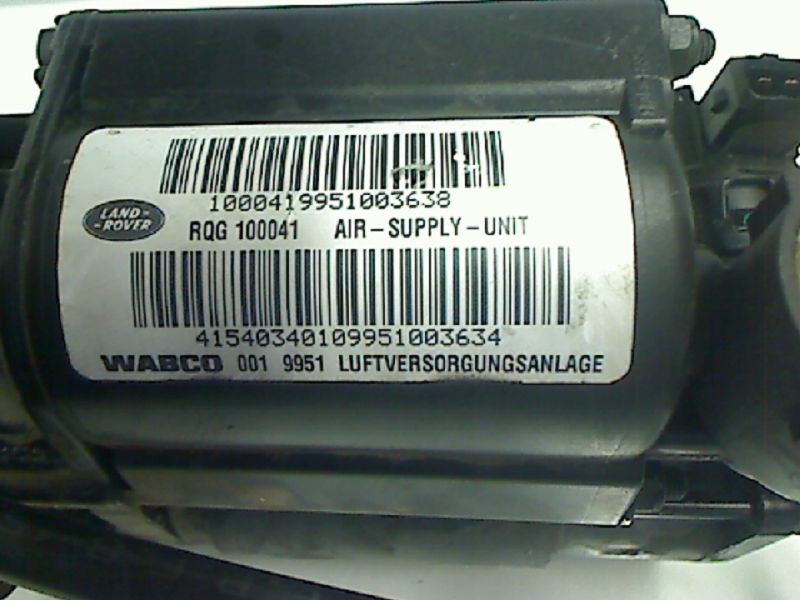 1000419951003638
LAND-
-ROVER
RQG 100041 AIR-SUPPLY-UNIT
41540340109951003634
WABCO 001 9951 LUFTVERSORGUNGSANLAGE